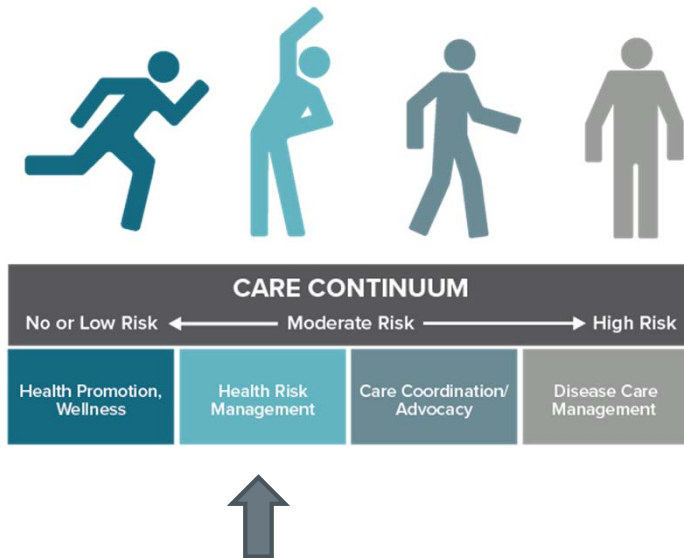 CARE CONTINUUM
No or Low Risk Moderate Risk High Risk
Health Promotion,
Wellness
Health Risk
Management
Care Coordination/
Advocacy
Disease Care
Management